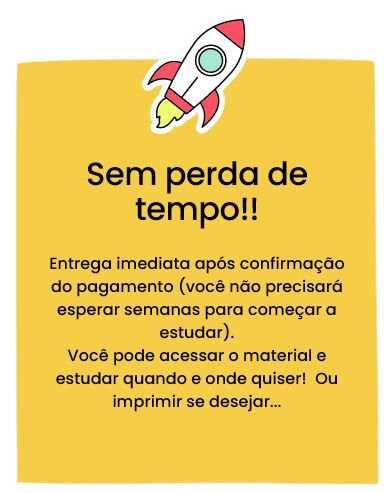 Sem perda de
tempo!!
Entrega imediata após confirmação
do pagamento (você não precisará
esperar semanas para começar a
estudar).
Você pode acessar o material e
estudar quando e onde quiser!  Ou
imprimir se desejar...